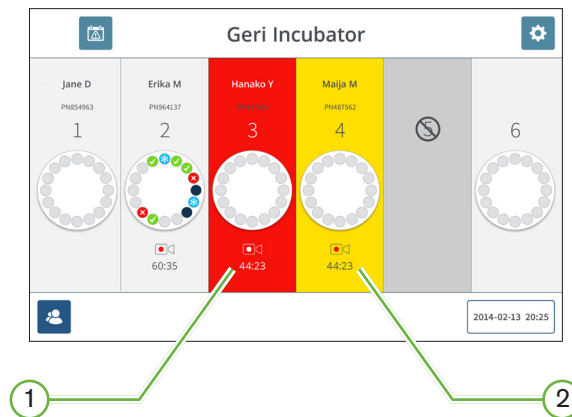 Geri Incubator
Jane D
PN854963
1
Erika M
PN964137
2
60:35
Hanako Y
3
44:23
Maija M
PN487562
4
44:23
5
6
2014-02-13 20:25
1
2